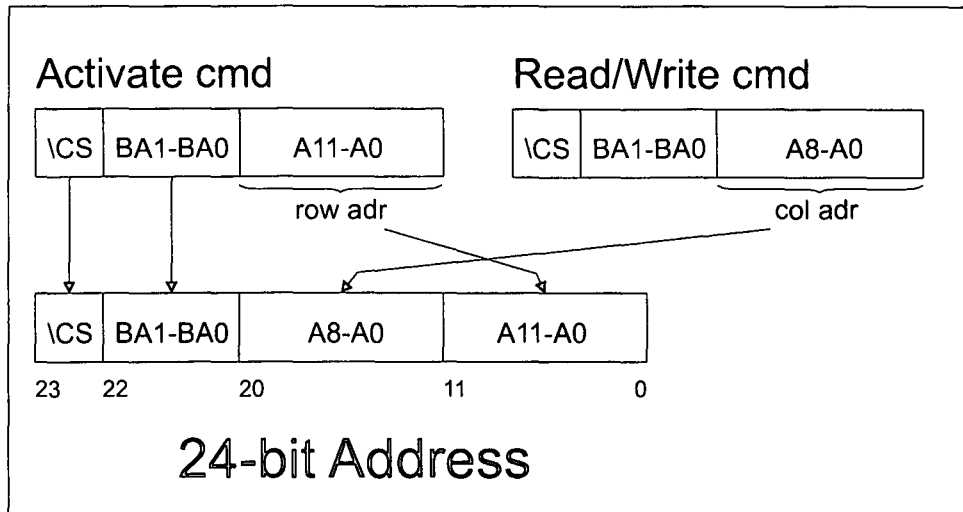 Activate cmd
Read/Write cmd
\CS BA1-BA0 A11-A0
\CS BA1-BA0 A8-A0
row adr
col adr
\CS BA1-BA0 A8-A0 A11-A0
23 22 20 11 0
24-bit Address